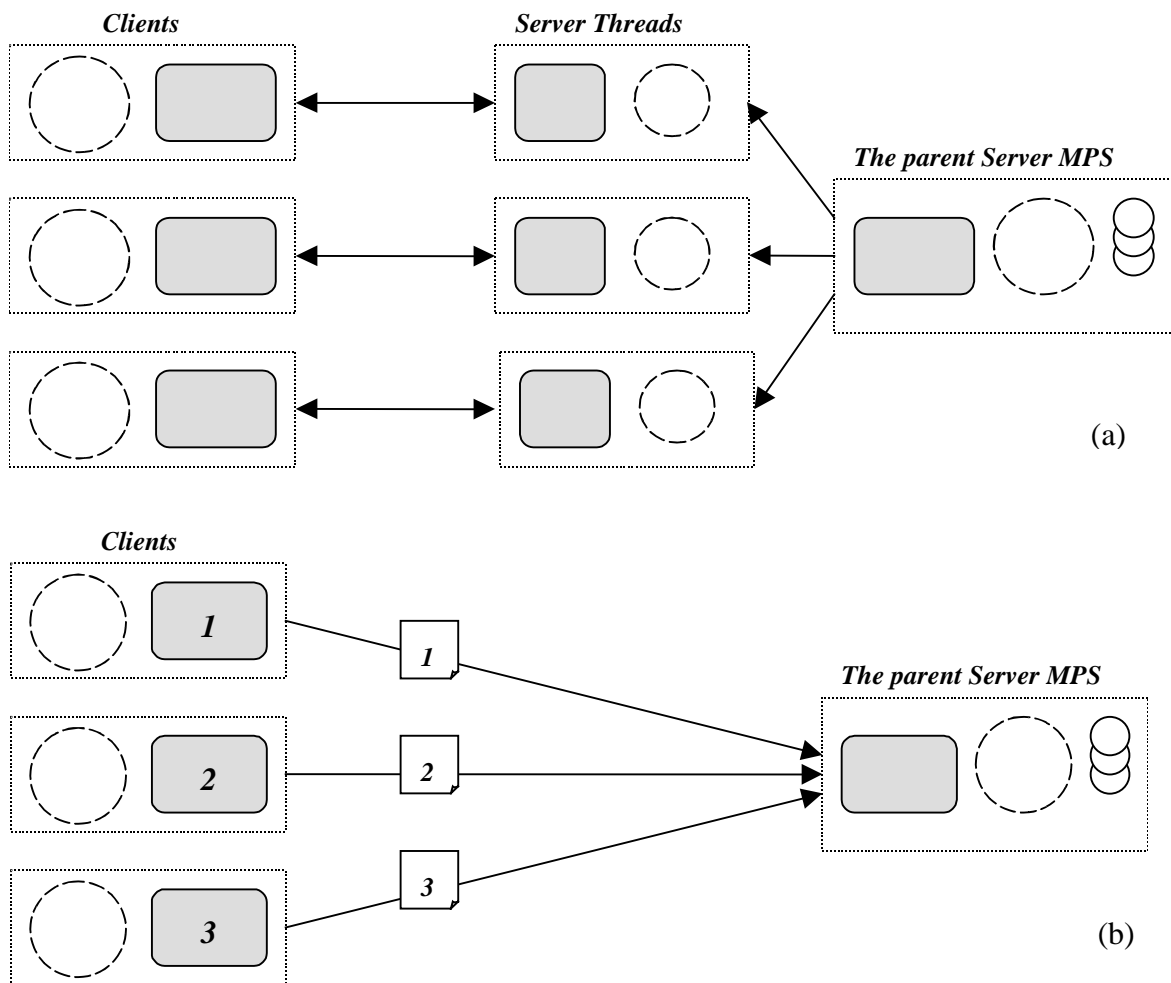 Clients
Server Threads
The parent Server MPS
(a)
Clients
1
1
The parent Server MPS
2
2
3
3
(b)